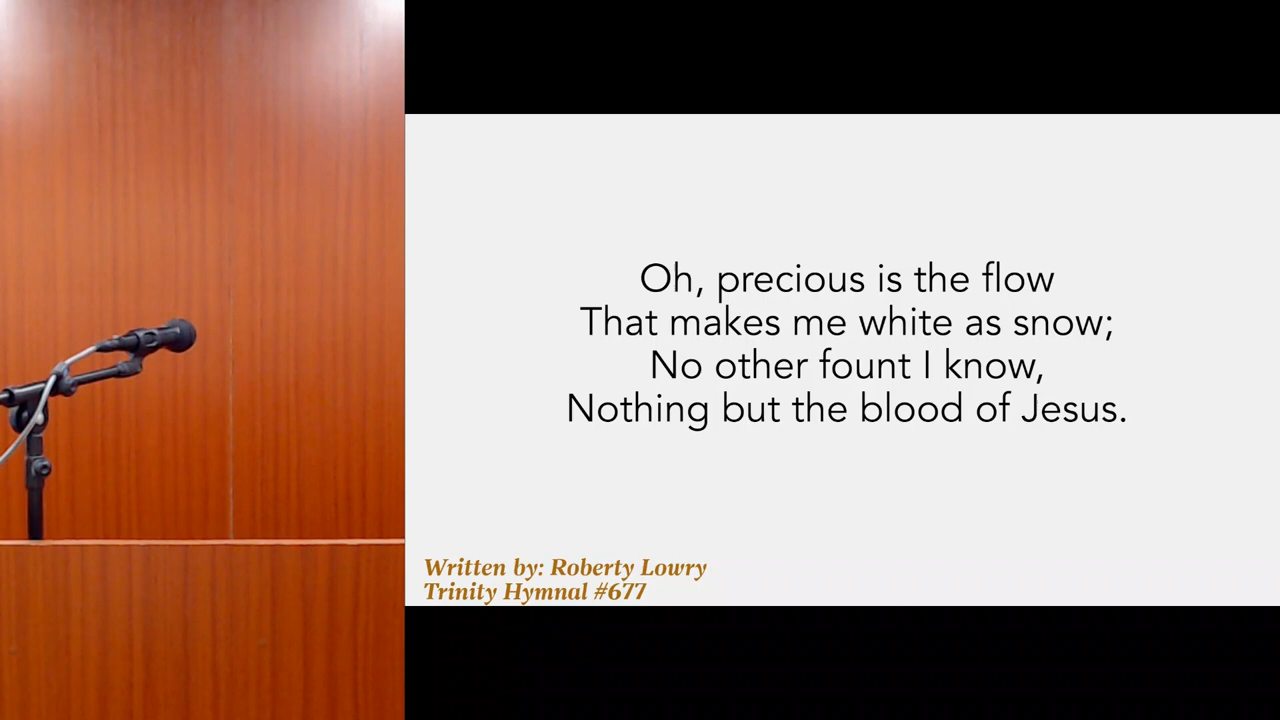 Oh, precious is the flow
That makes me white as snow;
No other fount I know,
Nothing but the blood of Jesus.
Written by: Roberty Lowry
Trinity Hymnal #677